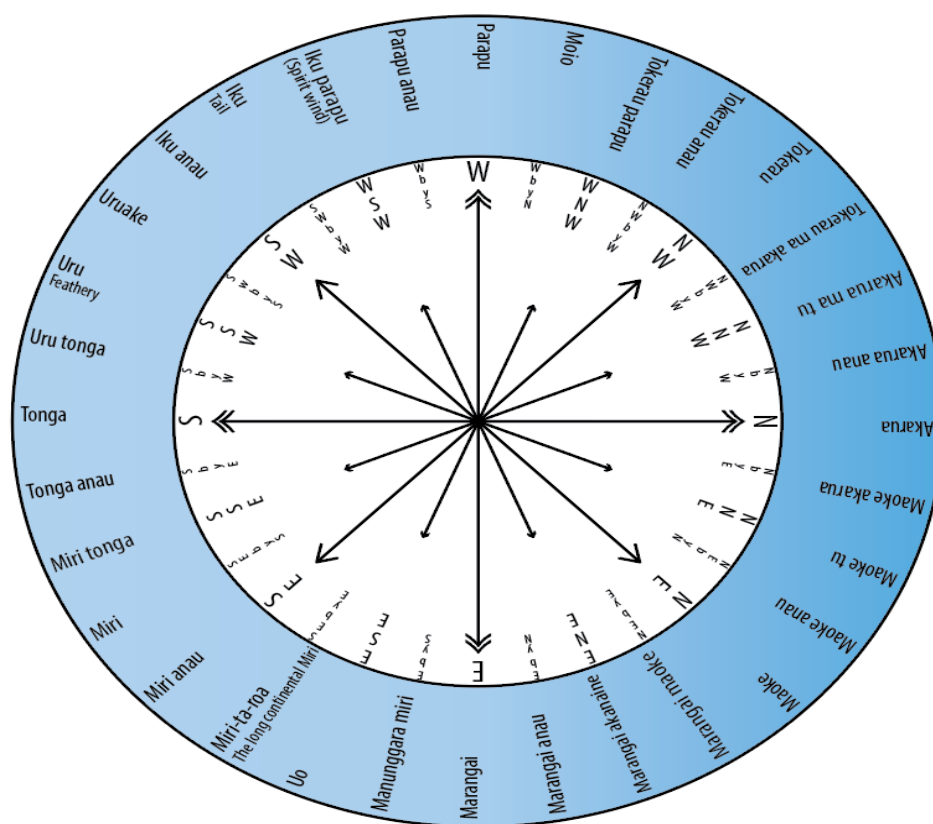 Parapu
Moio
Tokerau parapu
Tokerau anau
Tokerau
Tokerau ma akarua
Akarua ma tu
Akarua anau
Akarua
Maoke akarua
Maoke tu
Maoke anau
Maoke
Marangai maoke
Marangai akanaine
Marangai anau
Marangai
Manunggara miri
Uo
Miri-ta-roa
The long continental Miri
Miri anau
Miri
Miri tonga
Tonga anau
Tonga
Uru tonga
Uru
Feathery
Uruake
Iku anau
Iku
Tail
Iku parapu
(Spirit wind)
Parapu anau
W
WbyN
WNW
NWbyW
NW
NWbyN
NNW
NbyW
N
NbyE
NNE
NEbyN
NE
NEbyE
ENE
EbyN
E
EbyS
ESE
SEbyE
SE
SEbyS
SSE
SbyE
S
SbyW
SSW
SWbyS
SW
SWbyW
WSW
WbyS